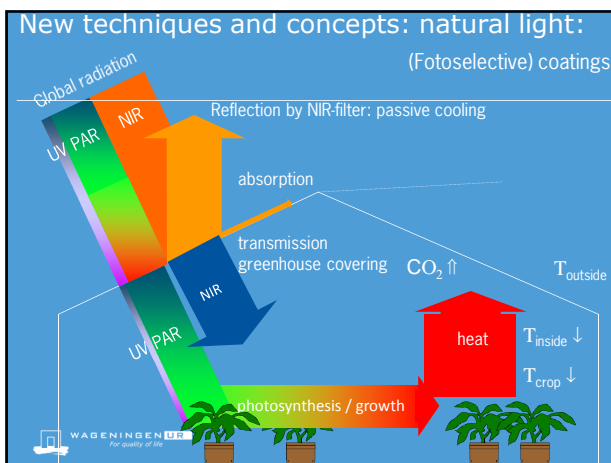 New techniques and concepts: natural light:
(Fotoselective) coatings
Global radiation
UV PAR NIR
Reflection by NIR-filter: passive cooling
absorption
transmission
greenhouse covering
NIR
CO2 ⇑
Toutside
UV PAR
heat
Tinside ↓
Tcrop ↓
photosynthesis / growth
WAGENINGEN UR
For quality of life